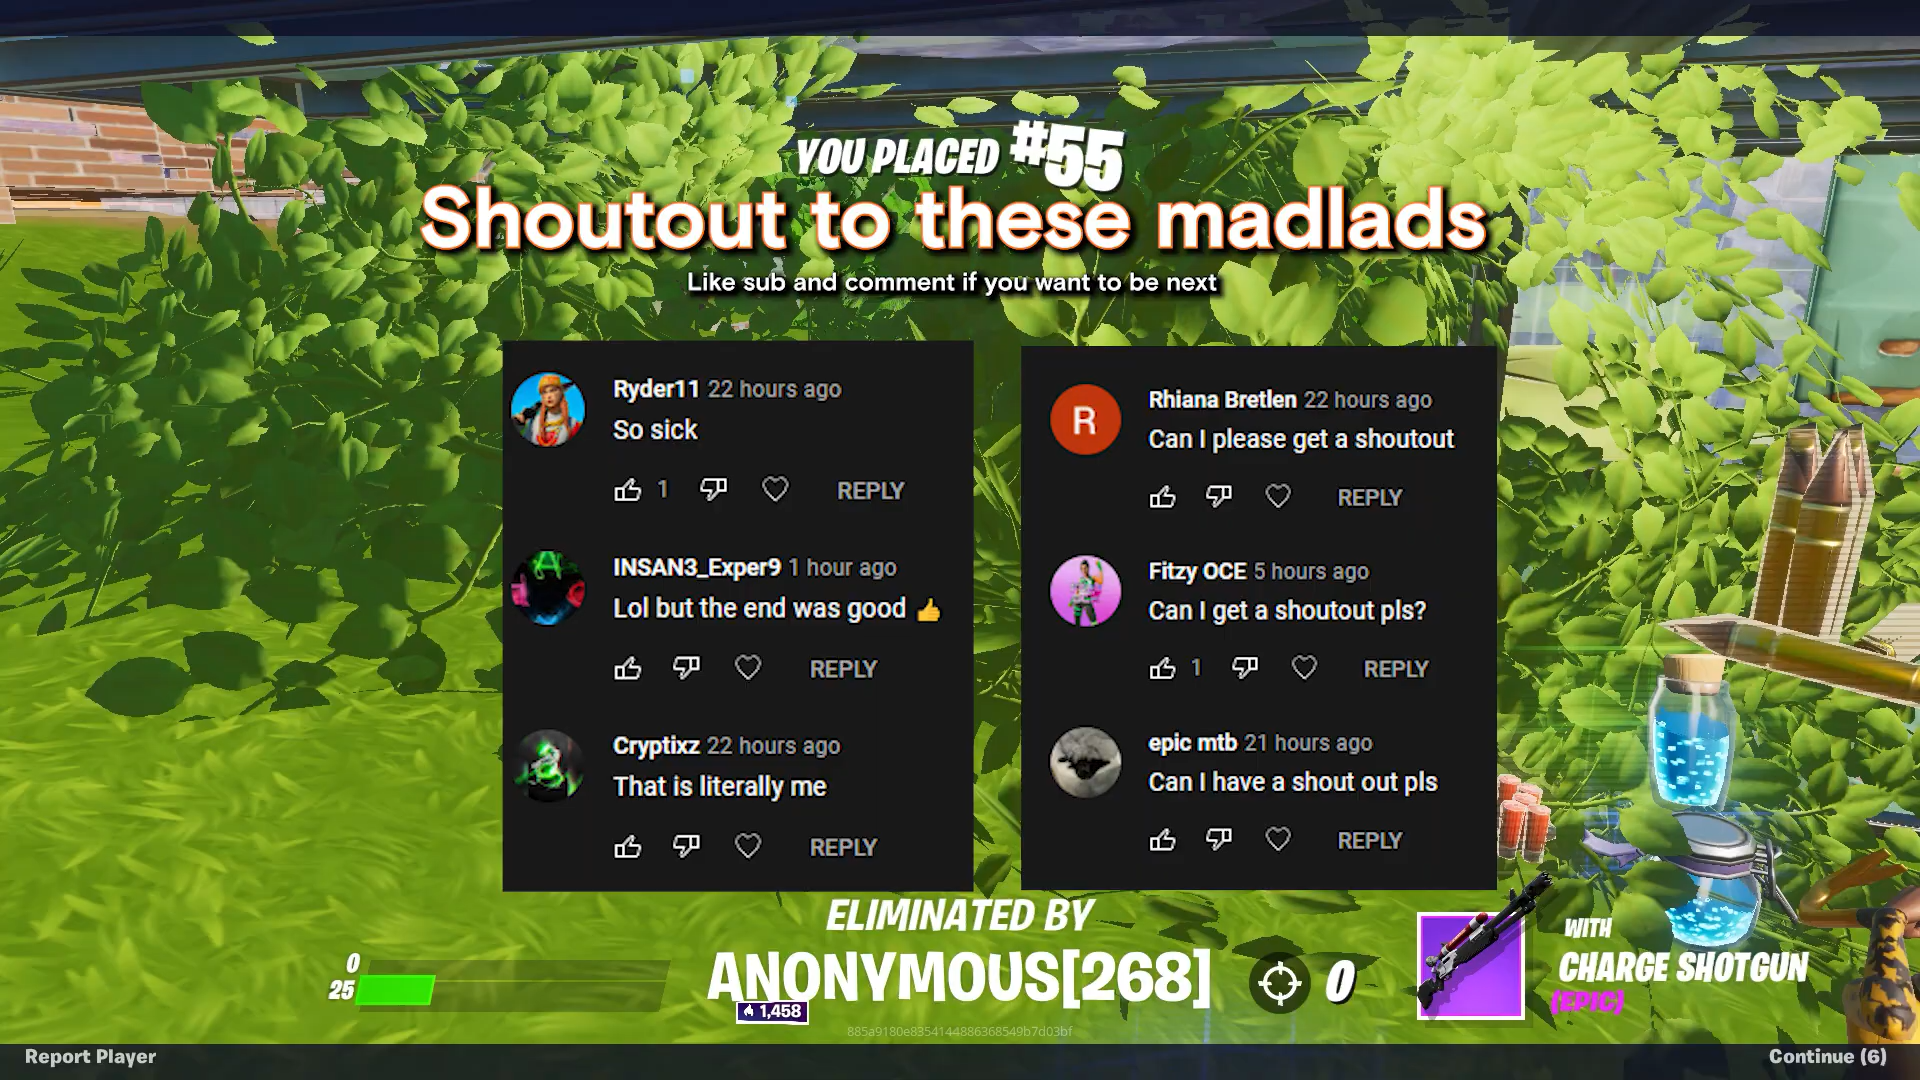 YOU PLACED #55
Shoutout to these madlads
Like sub and comment if you want to be next
Ryder11 22 hours ago
So sick
1 REPLY
INSAN3_Exper9 1 hour ago
Lol but the end was good 👍
REPLY
Cryptixz 22 hours ago
That is literally me
REPLY
R
Rhiana Bretlen 22 hours ago
Can I please get a shoutout
REPLY
Fitzy OCE 5 hours ago
Can I get a shoutout pls?
1 REPLY
epic mtb 21 hours ago
Can I have a shout out pls
REPLY
ELIMINATED BY
ANONYMOUS[268]
0
WITH
CHARGE SHOTGUN
(EPIC)
0
25
1,458
885a9180e8354144886368549b7d03bf
Report Player
Continue (6)